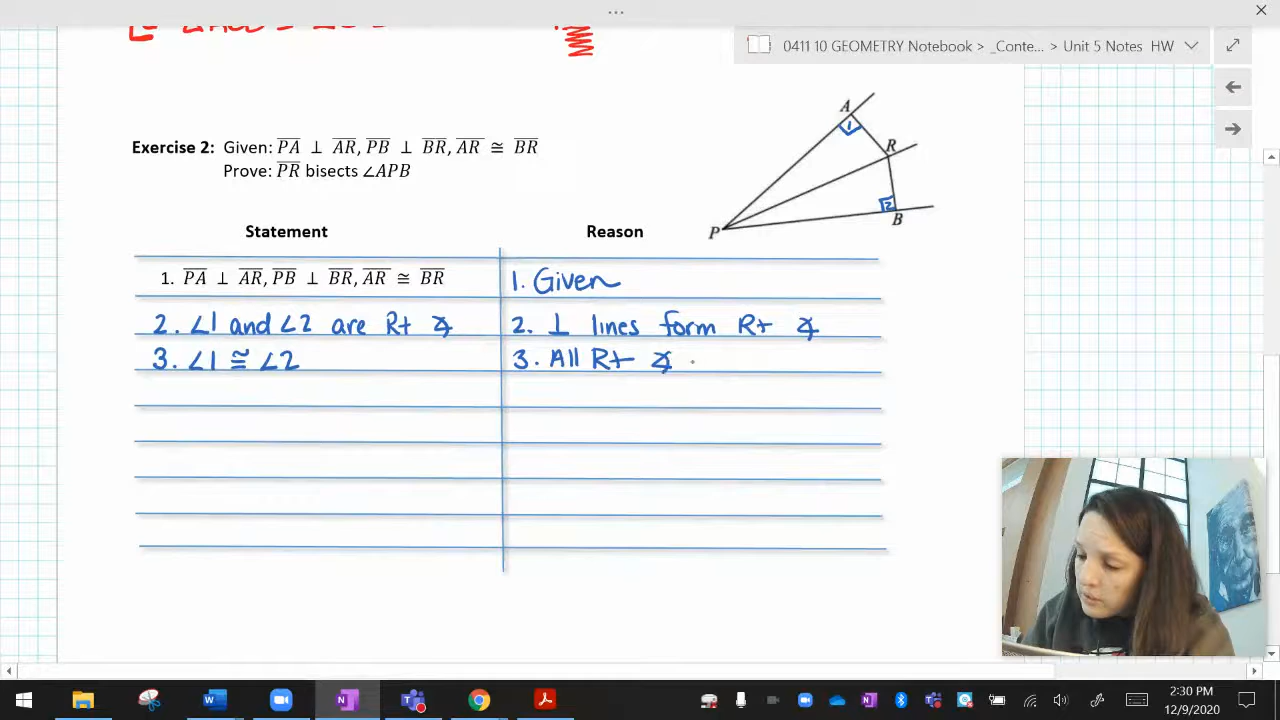 0411 10 GEOMETRY Notebook > _Conte... > Unit 5 Notes HW
Exercise 2: Given: PA ⊥ AR, PB ⊥ BR, AR ≅ BR
Prove: PR bisects ∠APB
A
1
R
2
B
P
Statement Reason
1. PA ⊥ AR, PB ⊥ BR, AR ≅ BR 1. Given
2. ∠1 and ∠2 are Rt ∡ 2. ⊥ lines form Rt ∡
3. ∠1 ≅ ∠2 3. All Rt ∡
2:30 PM
12/9/2020